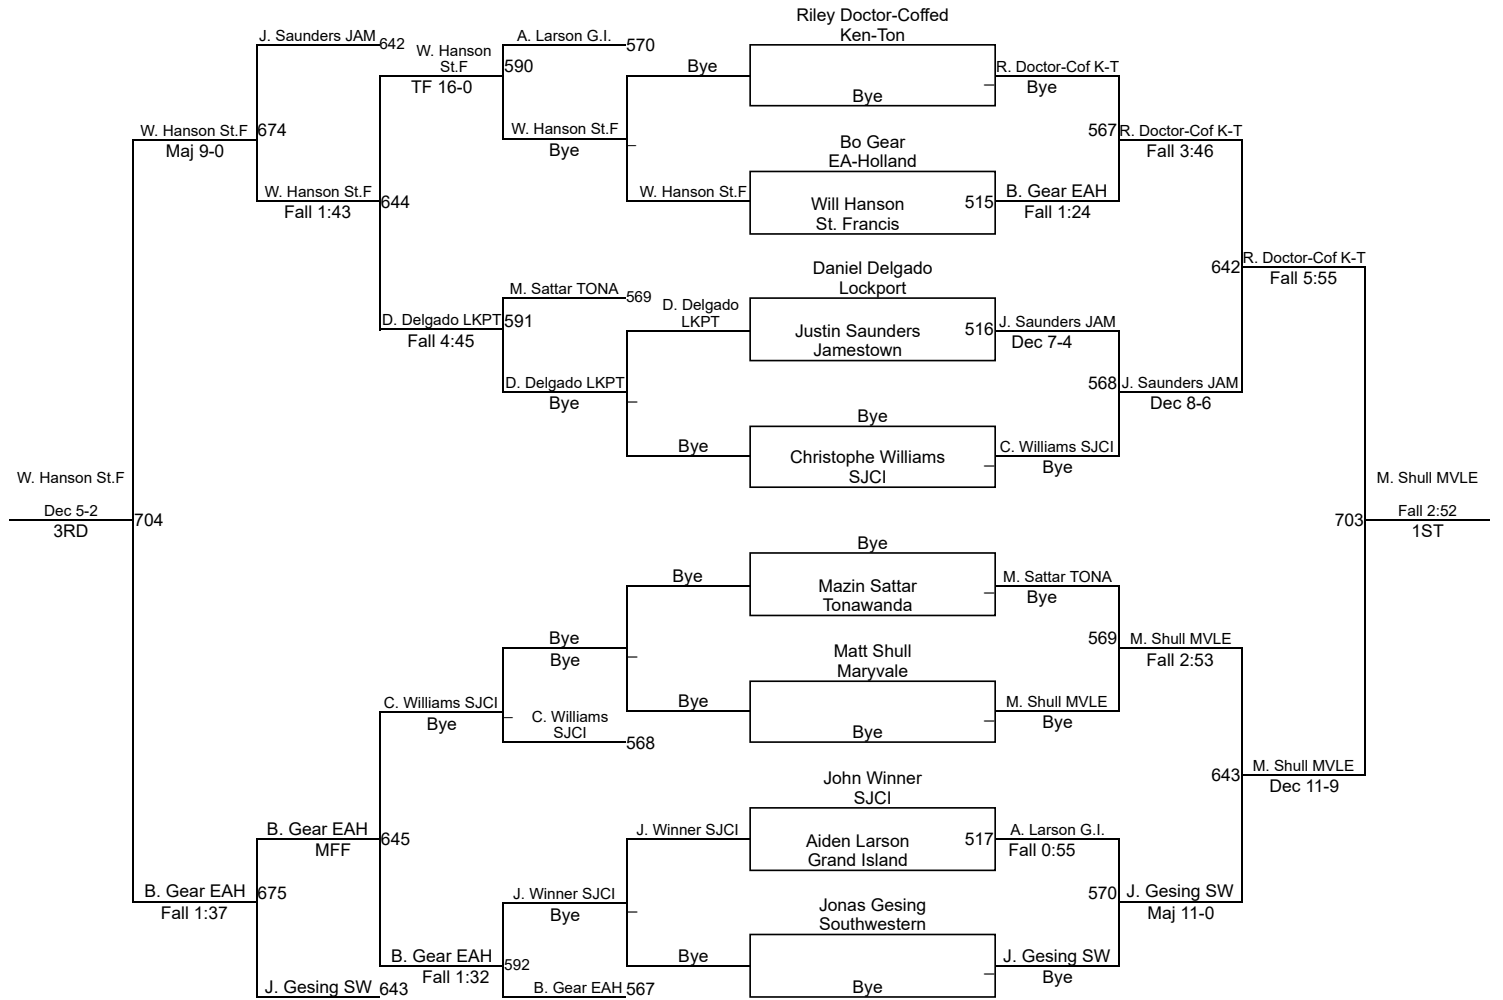 Riley Doctor-Coffed
Ken-Ton
Bye
R. Doctor-Cof K-T
Bye
Bo Gear
EA-Holland
Will Hanson
St. Francis
515
B. Gear EAH
Fall 1:24
567
R. Doctor-Cof K-T
Fall 3:46
Daniel Delgado
Lockport
Justin Saunders
Jamestown
516
J. Saunders JAM
Dec 7-4
Bye
Christophe Williams
SJCI
C. Williams SJCI
Bye
568
J. Saunders JAM
Dec 8-6
642
R. Doctor-Cof K-T
Fall 5:55
Bye
Mazin Sattar
Tonawanda
M. Sattar TONA
Bye
Matt Shull
Maryvale
Bye
M. Shull MVLE
Bye
569
M. Shull MVLE
Fall 2:53
John Winner
SJCI
Aiden Larson
Grand Island
517
A. Larson G.I.
Fall 0:55
Jonas Gesing
Southwestern
Bye
J. Gesing SW
Bye
570
J. Gesing SW
Maj 11-0
643
M. Shull MVLE
Dec 11-9
703
M. Shull MVLE
Fall 2:52
1ST
Bye
W. Hanson St.F
A. Larson G.I.
570
W. Hanson St.F
Bye
W. Hanson
St.F
590
TF 16-0
D. Delgado
LKPT
Bye
M. Sattar TONA
569
D. Delgado LKPT
Bye
D. Delgado LKPT
591
Fall 4:45
J. Saunders JAM
642
W. Hanson St.F
644
Fall 1:43
W. Hanson St.F
674
Maj 9-0
Bye
Bye
Bye
Bye
C. Williams
SJCI
568
C. Williams SJCI
Bye
J. Winner SJCI
Bye
J. Winner SJCI
Bye
B. Gear EAH
567
B. Gear EAH
592
Fall 1:32
B. Gear EAH
645
MFF
J. Gesing SW
643
B. Gear EAH
675
Fall 1:37
W. Hanson St.F
Dec 5-2
704
3RD